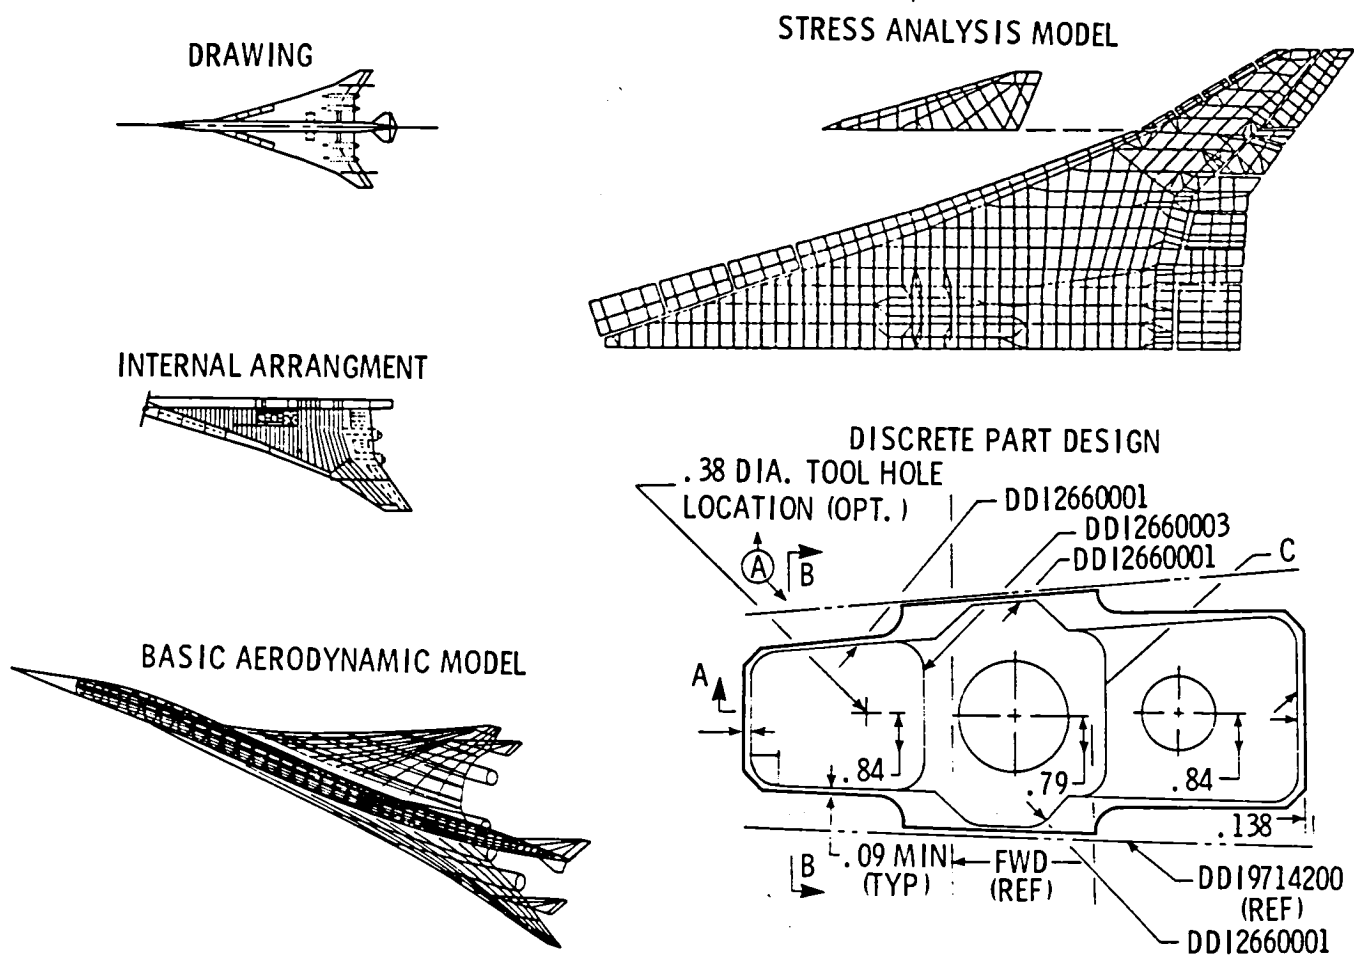 DRAWING
STRESS ANALYSIS MODEL
INTERNAL ARRANGMENT
BASIC AERODYNAMIC MODEL
DISCRETE PART DESIGN
.38 DIA. TOOL HOLE
LOCATION (OPT.)
DD12660001
DD12660003
DD12660001
C
A
B
A
.84
.79
.84
.138
.09 MIN
(TYP)
B
FWD
(REF)
DD19714200
(REF)
DD12660001